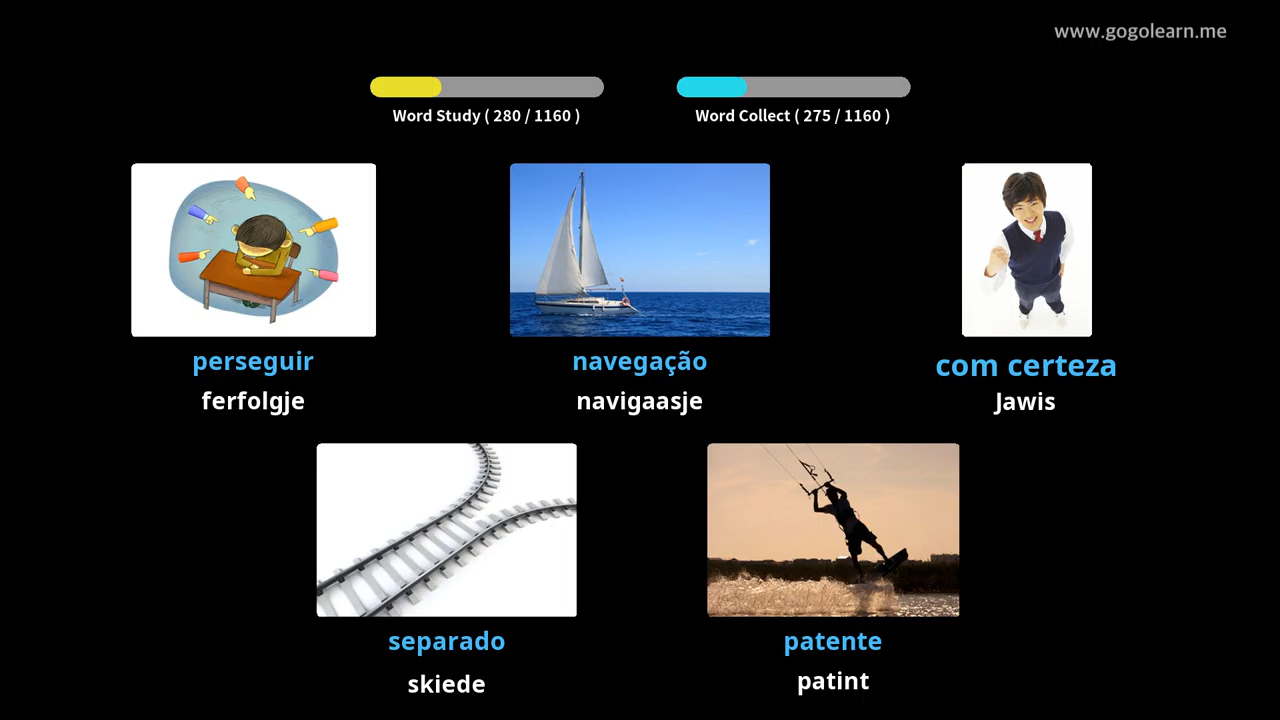 www.gogolearn.me
Word Study ( 280 / 1160 )
Word Collect ( 275 / 1160 )
perseguir
ferfolgje
navegação
navigaasje
com certeza
Jawis
separado
skiede
patente
patint